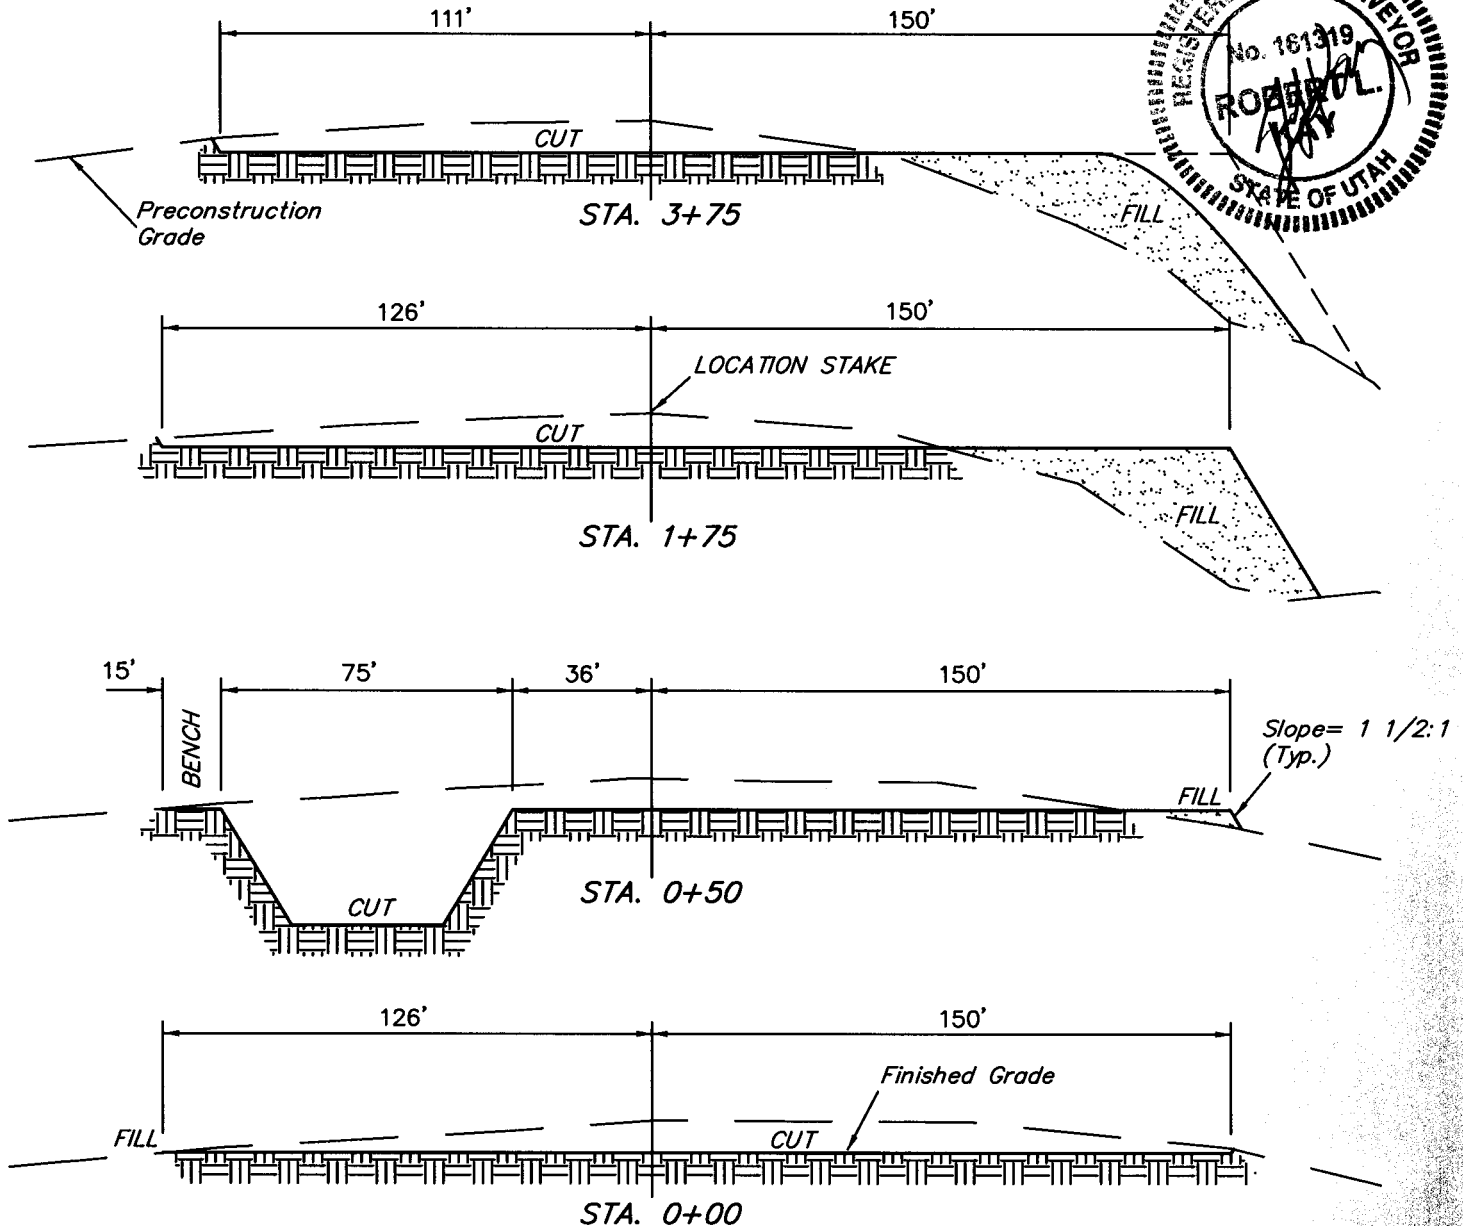 111'
150'
REGISTERED
No. 161319
ROBERT L.
KAY
STATE OF UTAH
CUT
Preconstruction
Grade
STA. 3+75
FILL
126'
150'
LOCATION STAKE
CUT
STA. 1+75
FILL
15'
75'
36'
150'
BENCH
Slope= 1 1/2:1
(Typ.)
FILL
CUT
STA. 0+50
126'
150'
Finished Grade
FILL
CUT
STA. 0+00